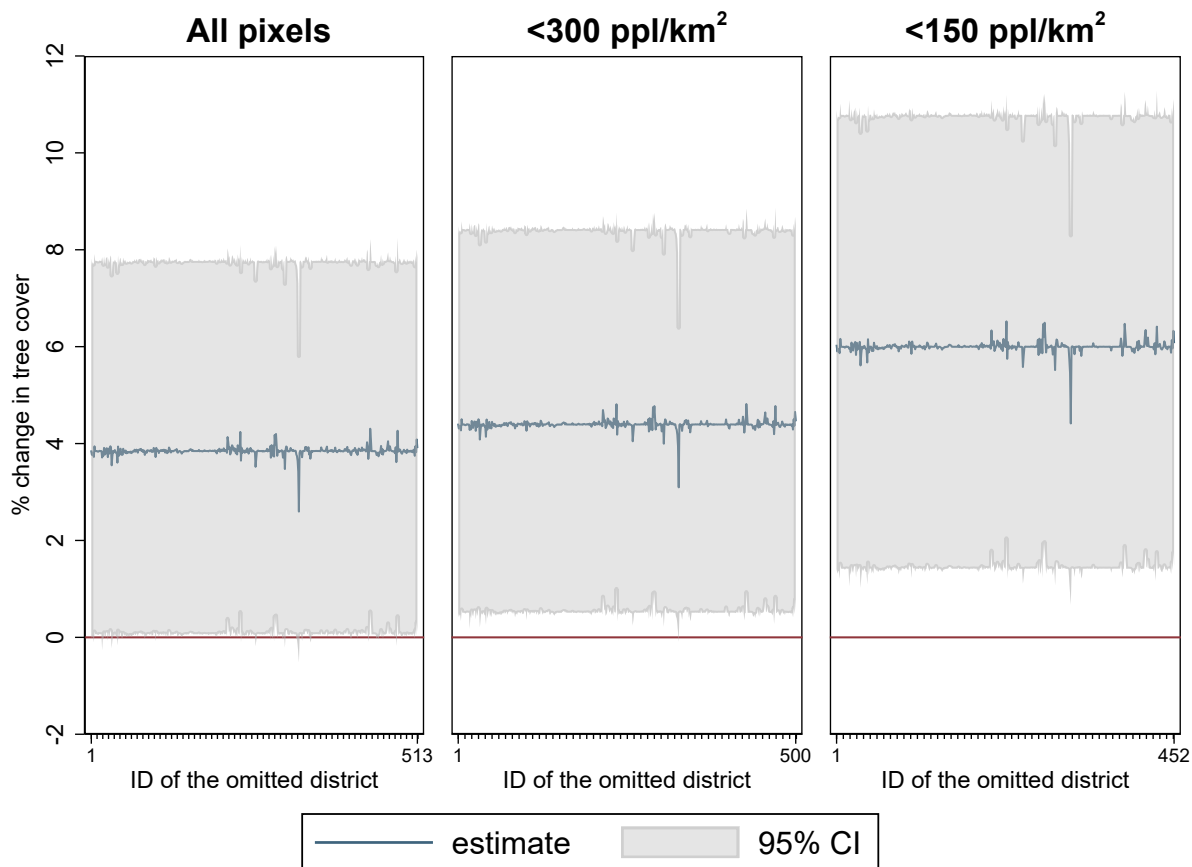 All pixels
<300 ppl/km²
<150 ppl/km²
% change in tree cover
12
10
8
6
4
2
0
-2
1 513
1 500
1 452
ID of the omitted district
ID of the omitted district
ID of the omitted district
estimate
95% CI